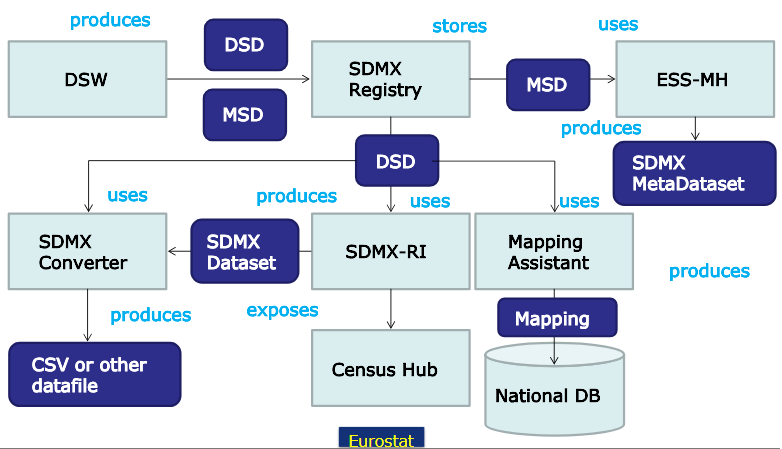 produces
stores
uses
DSW
DSD
MSD
SDMX
Registry
MSD
ESS-MH
produces
DSD
SDMX
MetaDataset
uses
produces
uses
uses
SDMX
Converter
SDMX
Dataset
SDMX-RI
Mapping
Assistant
produces
produces
exposes
Mapping
CSV or other
datafile
Census Hub
National DB
Eurostat